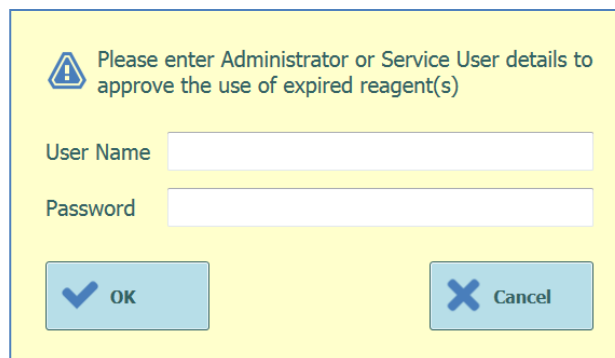 Please enter Administrator or Service User details to
approve the use of expired reagent(s)
User Name
Password
OK
Cancel